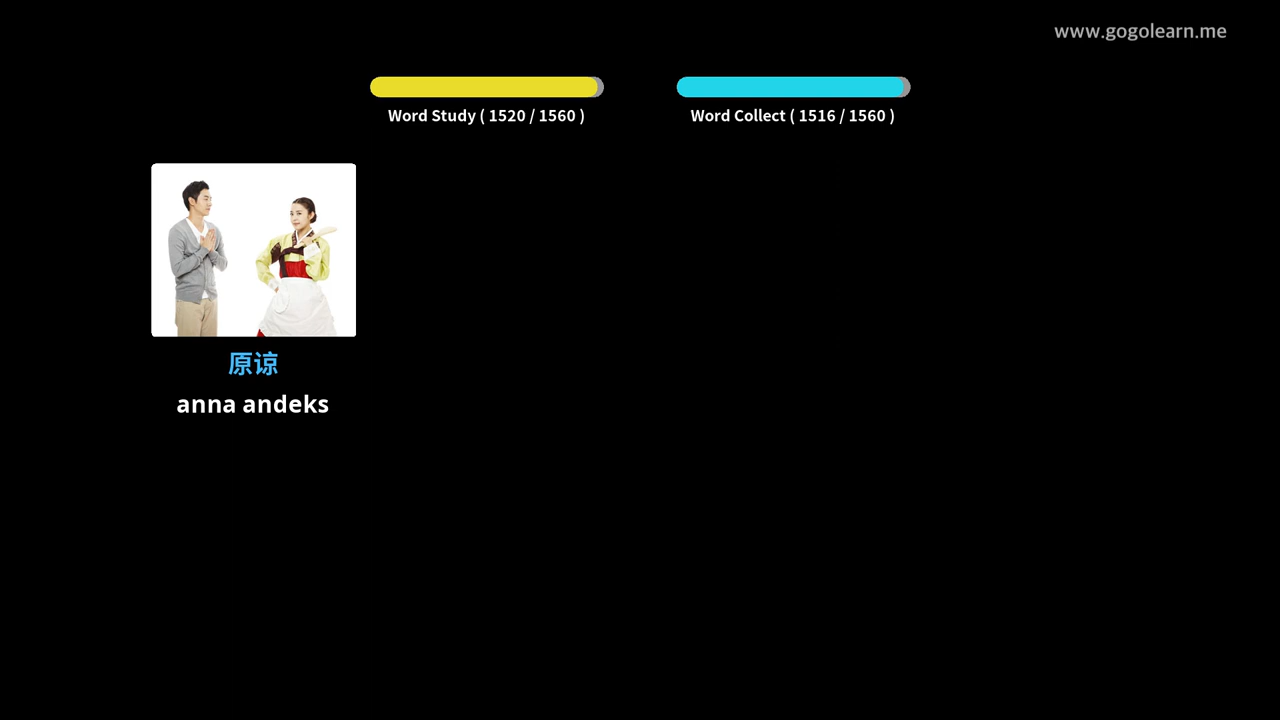 www.gogolearn.me
Word Study ( 1520 / 1560 )
Word Collect ( 1516 / 1560 )
原谅
anna andeks